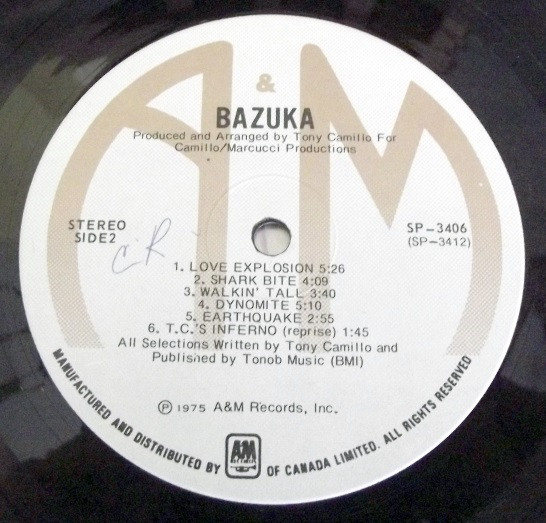 &
BAZUKA
Produced and Arranged by Tony Camillo For
Camillo/Marcucci Productions
STEREO
SIDE2
SP-3406
(SP-3412)
1. LOVE EXPLOSION 5:26
2. SHARK BITE 4:09
3. WALKIN' TALL 3:40
4. DYNOMITE 5:10
5. EARTHQUAKE 2:55
6. T.C.'S INFERNO (reprise) 1:45
All Selections Written by Tony Camillo and
Published by Tonob Music (BMI)
Ⓟ 1975 A&M Records, Inc.
MANUFACTURED AND DISTRIBUTED BY A&M RECORDS OF CANADA LIMITED. ALL RIGHTS RESERVED
A&M